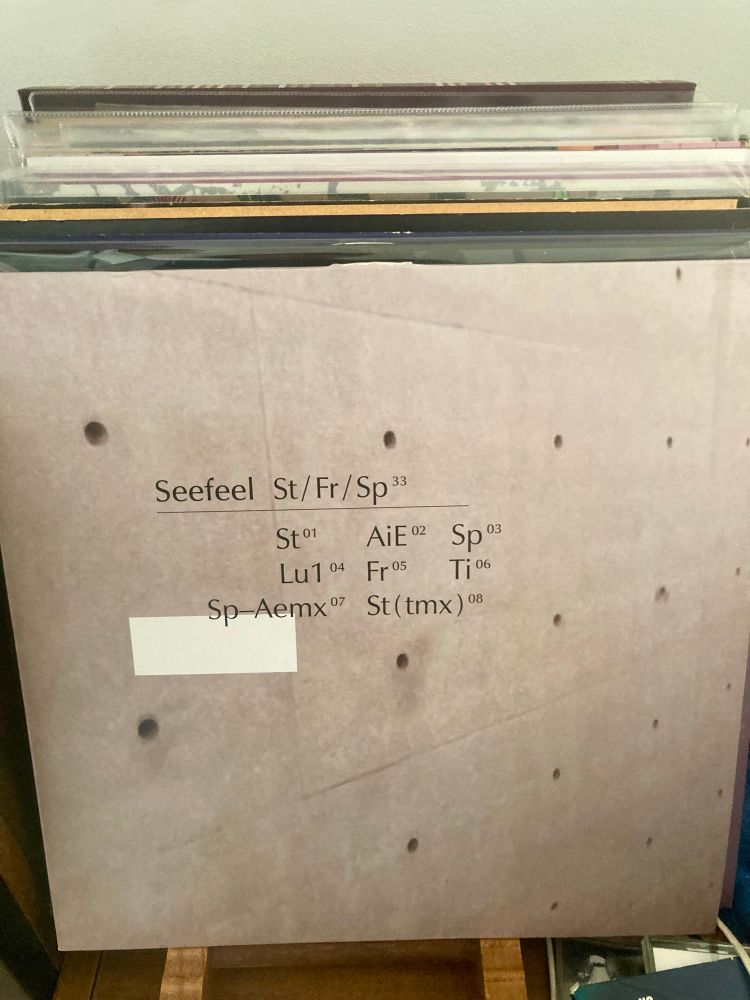 Seefeel St/Fr/Sp³³
St⁰¹ AiE⁰² Sp⁰³
Lu1⁰⁴ Fr⁰⁵ Ti⁰⁶
Sp–Aemx⁰⁷ St(tmx)⁰⁸